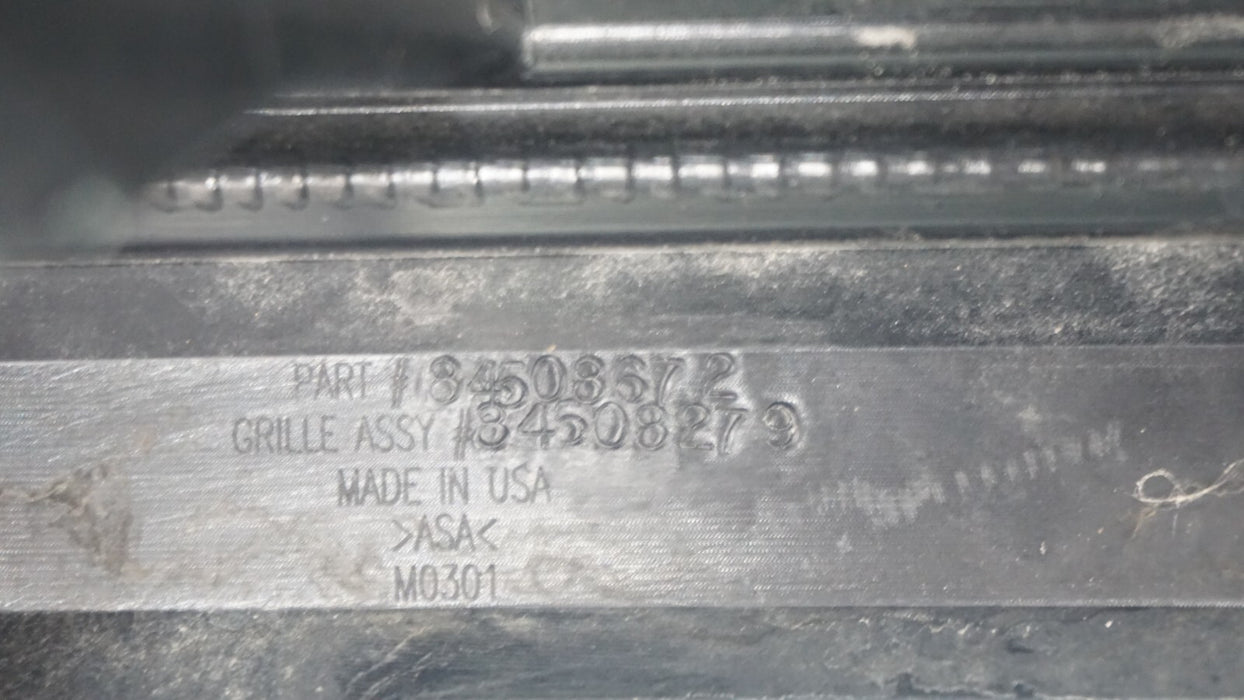 PART # 84508672
GRILLE ASSY # 84508279
MADE IN USA
>ASA<
M0301